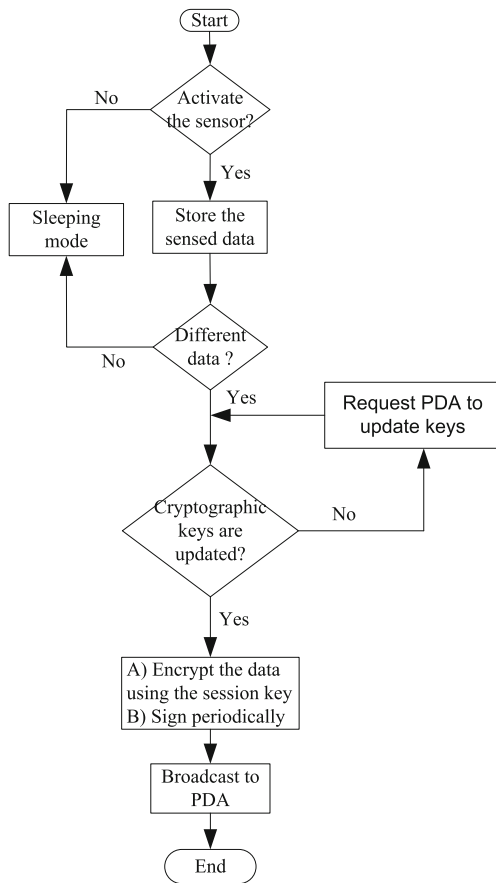 Start
Activate
the sensor?
No
Yes
Sleeping
mode
Store the
sensed data
Different
data ?
No
Yes
Request PDA to
update keys
Cryptographic
keys are
updated?
No
Yes
A) Encrypt the data
using the session key
B) Sign periodically
Broadcast to
PDA
End